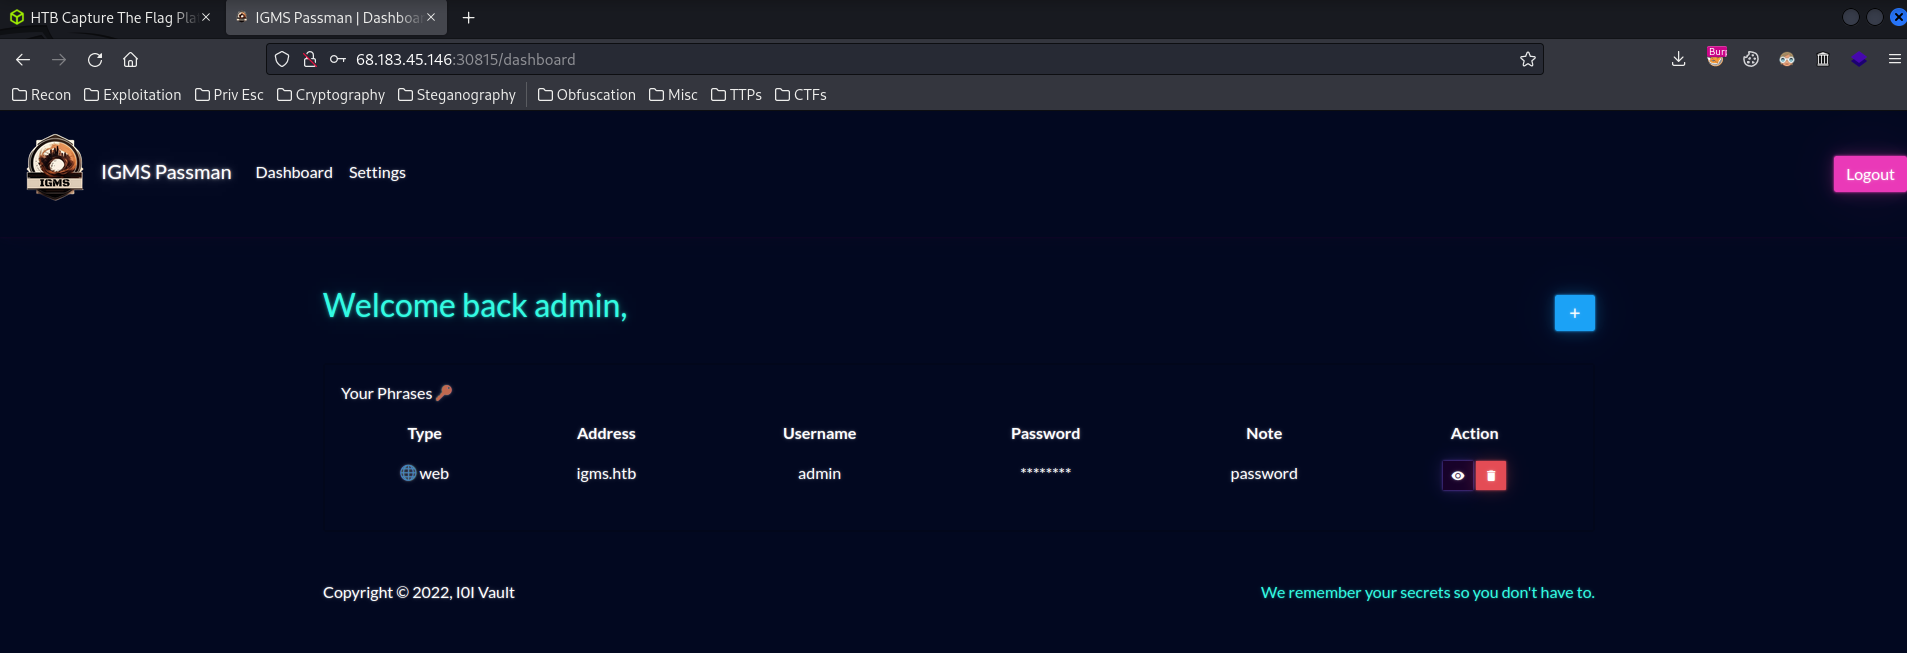 HTB Capture The Flag Pla
IGMS Passman | Dashboar
68.183.45.146:30815/dashboard
Bur
Recon Exploitation Priv Esc Cryptography Steganography Obfuscation Misc TTPs CTFs
IGMS
IGMS Passman Dashboard Settings
Logout
Welcome back admin,
+
Your Phrases
Type Address Username Password Note Action
web igms.htb admin ******** password
Copyright © 2022, I0I Vault
We remember your secrets so you don't have to.